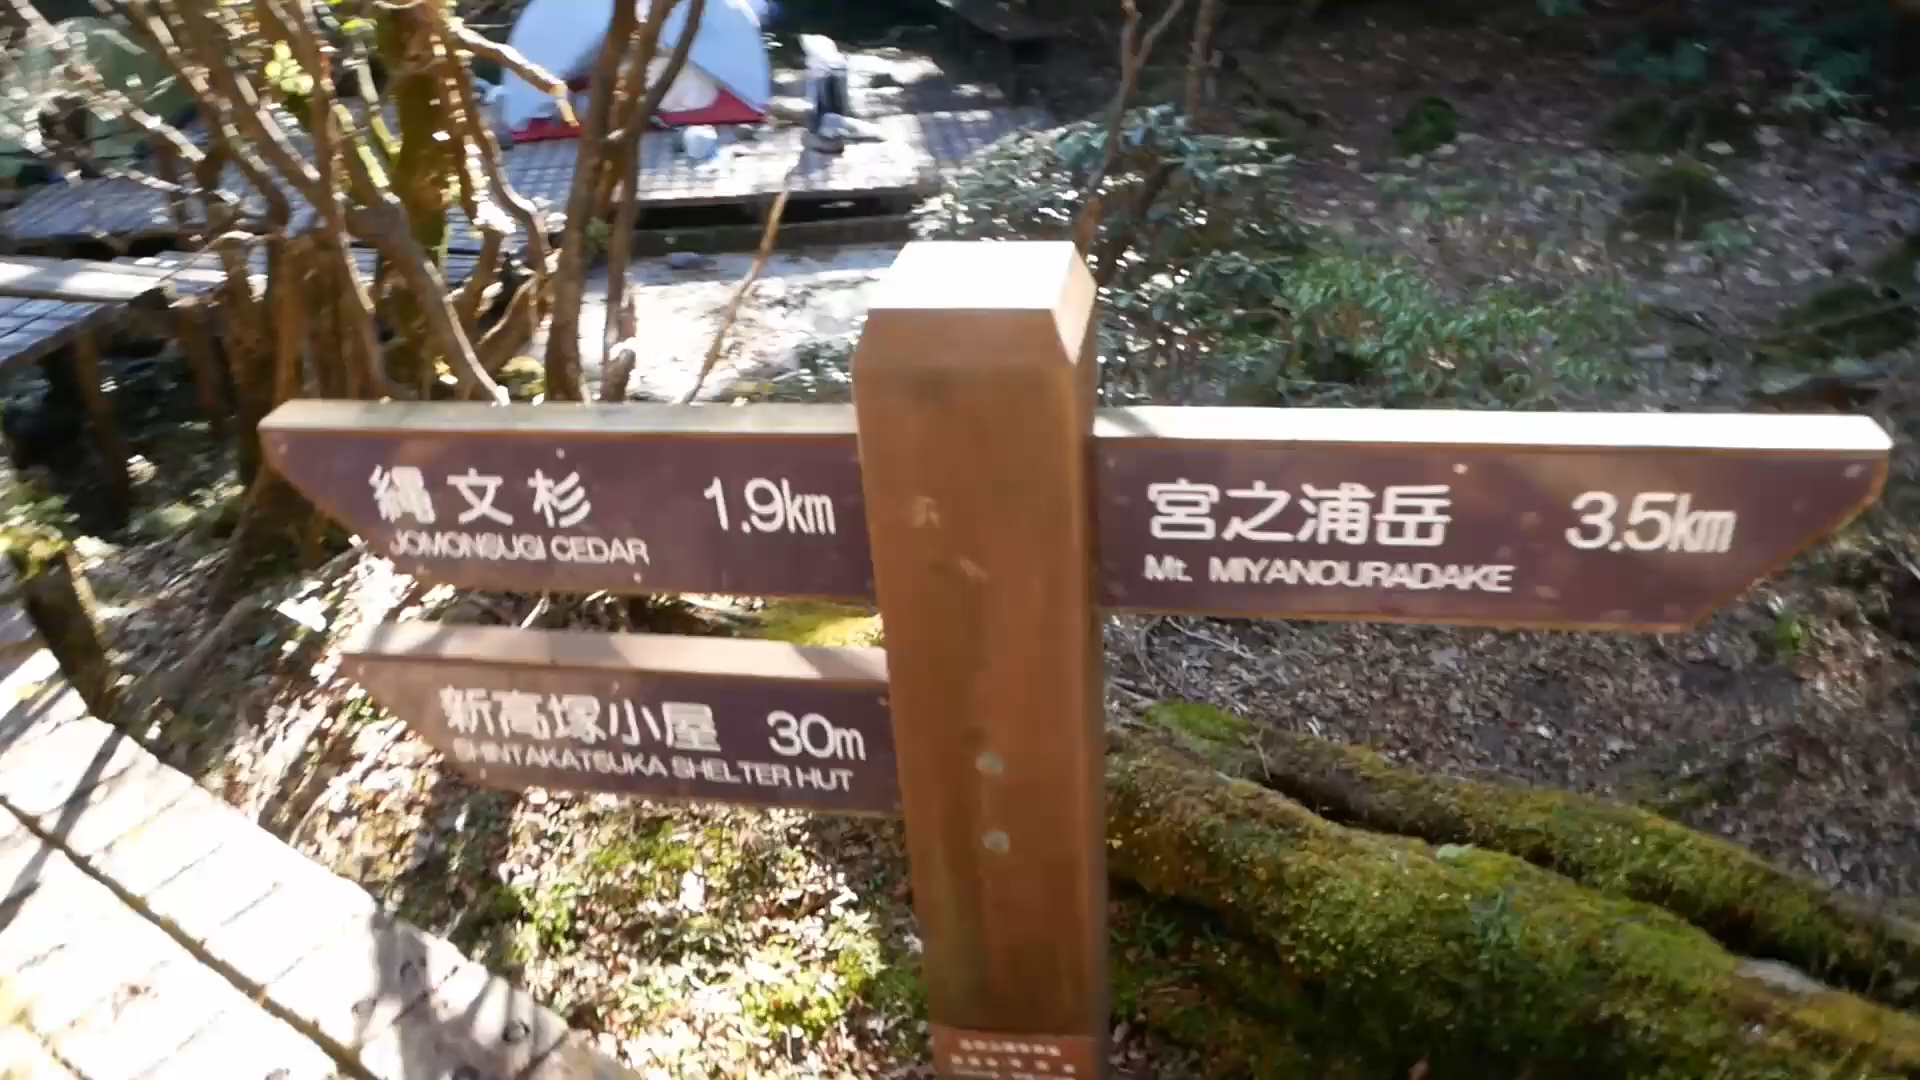 縄文杉 1.9km
JOMONSUGI CEDAR
宮之浦岳 3.5km
Mt. MIYANOURADAKE
新高塚小屋 30m
SHINTAKATSUKA SHELTER HUT